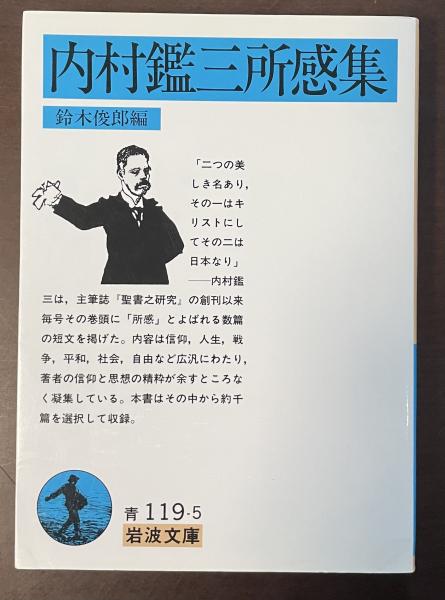 内村鑑三所感集
鈴木俊郎編
「二つの美
しき名あり,
その一はキ
リストにし
てその二は
日本なり」
──内村鑑
三は，主筆誌『聖書之研究』の創刊以来
毎号その巻頭に「所感」とよばれる数篇
の短文を掲げた。内容は信仰，人生，戦
争，平和，社会，自由など広汎にわたり，
著者の信仰と思想の精粋が余すところな
く凝集している。本書はその中から約千
篇を選択して収録。
青 119-5
岩波文庫